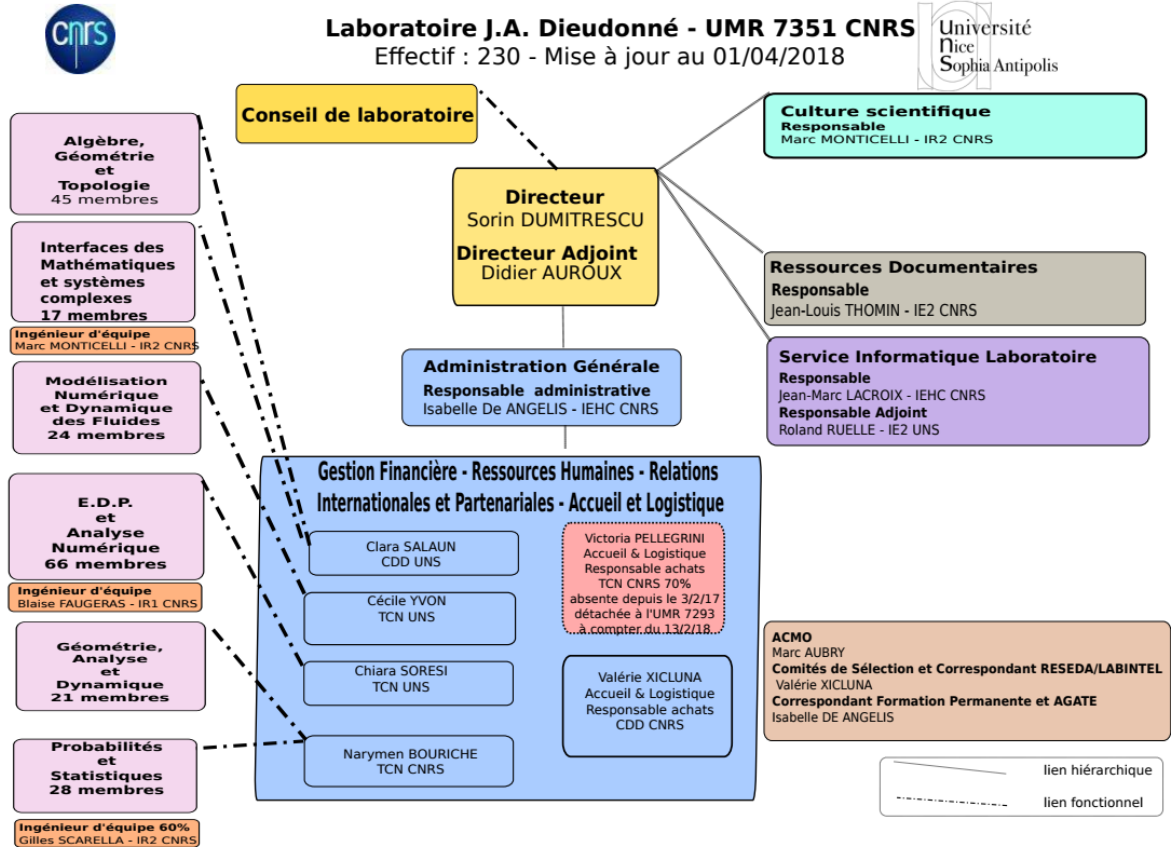 cnrs
Laboratoire J.A. Dieudonné - UMR 7351 CNRS
Effectif : 230 - Mise à jour au 01/04/2018
Université
nice
Sophia Antipolis
Conseil de laboratoire
Directeur
Sorin DUMITRESCU
Directeur Adjoint
Didier AUROUX
Culture scientifique
Responsable
Marc MONTICELLI - IR2 CNRS
Ressources Documentaires
Responsable
Jean-Louis THOMIN - IE2 CNRS
Service Informatique Laboratoire
Responsable
Jean-Marc LACROIX - IEHC CNRS
Responsable Adjoint
Roland RUELLE - IE2 UNS
Administration Générale
Responsable administrative
Isabelle De ANGELIS - IEHC CNRS
Algèbre,
Géométrie
et
Topologie
45 membres
Interfaces des
Mathématiques
et systèmes
complexes
17 membres
Ingénieur d'équipe
Marc MONTICELLI - IR2 CNRS
Modélisation
Numérique
et Dynamique
des Fluides
24 membres
E.D.P.
et
Analyse
Numérique
66 membres
Ingénieur d'équipe
Blaise FAUGERAS - IR1 CNRS
Géométrie,
Analyse
et
Dynamique
21 membres
Probabilités
et
Statistiques
28 membres
Ingénieur d'équipe 60%
Gilles SCARELLA - IR2 CNRS
Gestion Financière - Ressources Humaines - Relations
Internationales et Partenariales - Accueil et Logistique
Clara SALAUN
CDD UNS
Cécile YVON
TCN UNS
Chiara SORESI
TCN UNS
Narymen BOURICHE
TCN CNRS
Victoria PELLEGRINI
Accueil & Logistique
Responsable achats
TCN CNRS 70%
absente depuis le 3/2/17
détachée à l'UMR 7293
à compter du 13/2/18.
Valérie XICLUNA
Accueil & Logistique
Responsable achats
CDD CNRS
ACMO
Marc AUBRY
Comités de Sélection et Correspondant RESEDA/LABINTEL
Valérie XICLUNA
Correspondant Formation Permanente et AGATE
Isabelle DE ANGELIS
lien hiérarchique
lien fonctionnel